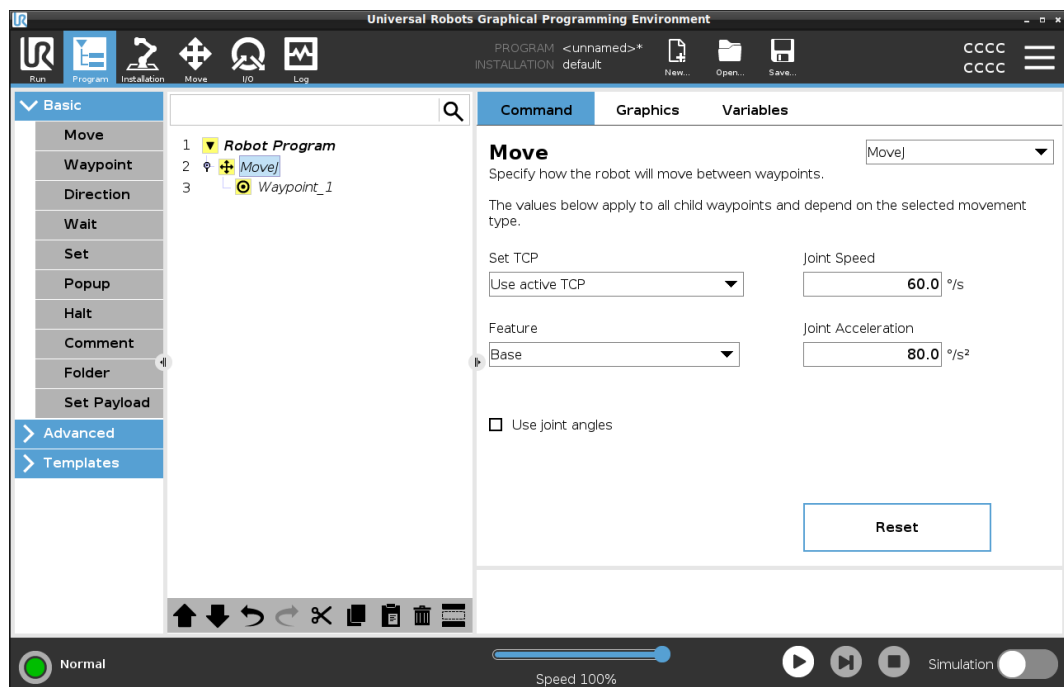 UR
Universal Robots Graphical Programming Environment
UR
Run
Program
Installation
Move
I/O
Log
PROGRAM <unnamed>*
INSTALLATION default
New...
Open...
Save...
CCCC
CCCC
Basic
Move
Waypoint
Direction
Wait
Set
Popup
Halt
Comment
Folder
Set Payload
Advanced
Templates
1 Robot Program
2 MoveJ
3 Waypoint_1
Command Graphics Variables
Move
MoveJ
Specify how the robot will move between waypoints.
The values below apply to all child waypoints and depend on the selected movement
type.
Set TCP
Use active TCP
Joint Speed
60.0 °/s
Feature
Base
Joint Acceleration
80.0 °/s²
Use joint angles
Reset
Normal
Speed 100%
Simulation